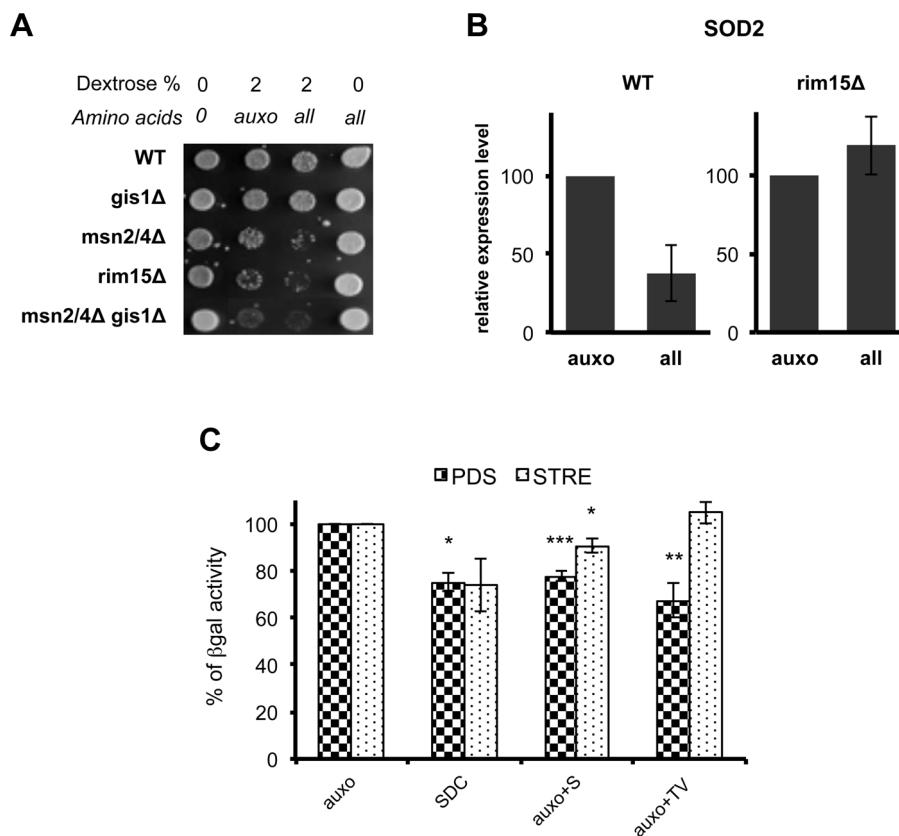 A
Dextrose % 0 2 2 0
Amino acids 0 auxo all all
WT
gis1Δ
msn2/4Δ
rim15Δ
msn2/4Δ gis1Δ
B
SOD2
WT rim15Δ
relative expression level
100
50
0
auxo all
100
50
0
auxo all
C
PDS STRE
% of βgal activity
100
80
60
40
20
0
* *** * **
auxo SDC auxo+S auxo+TV